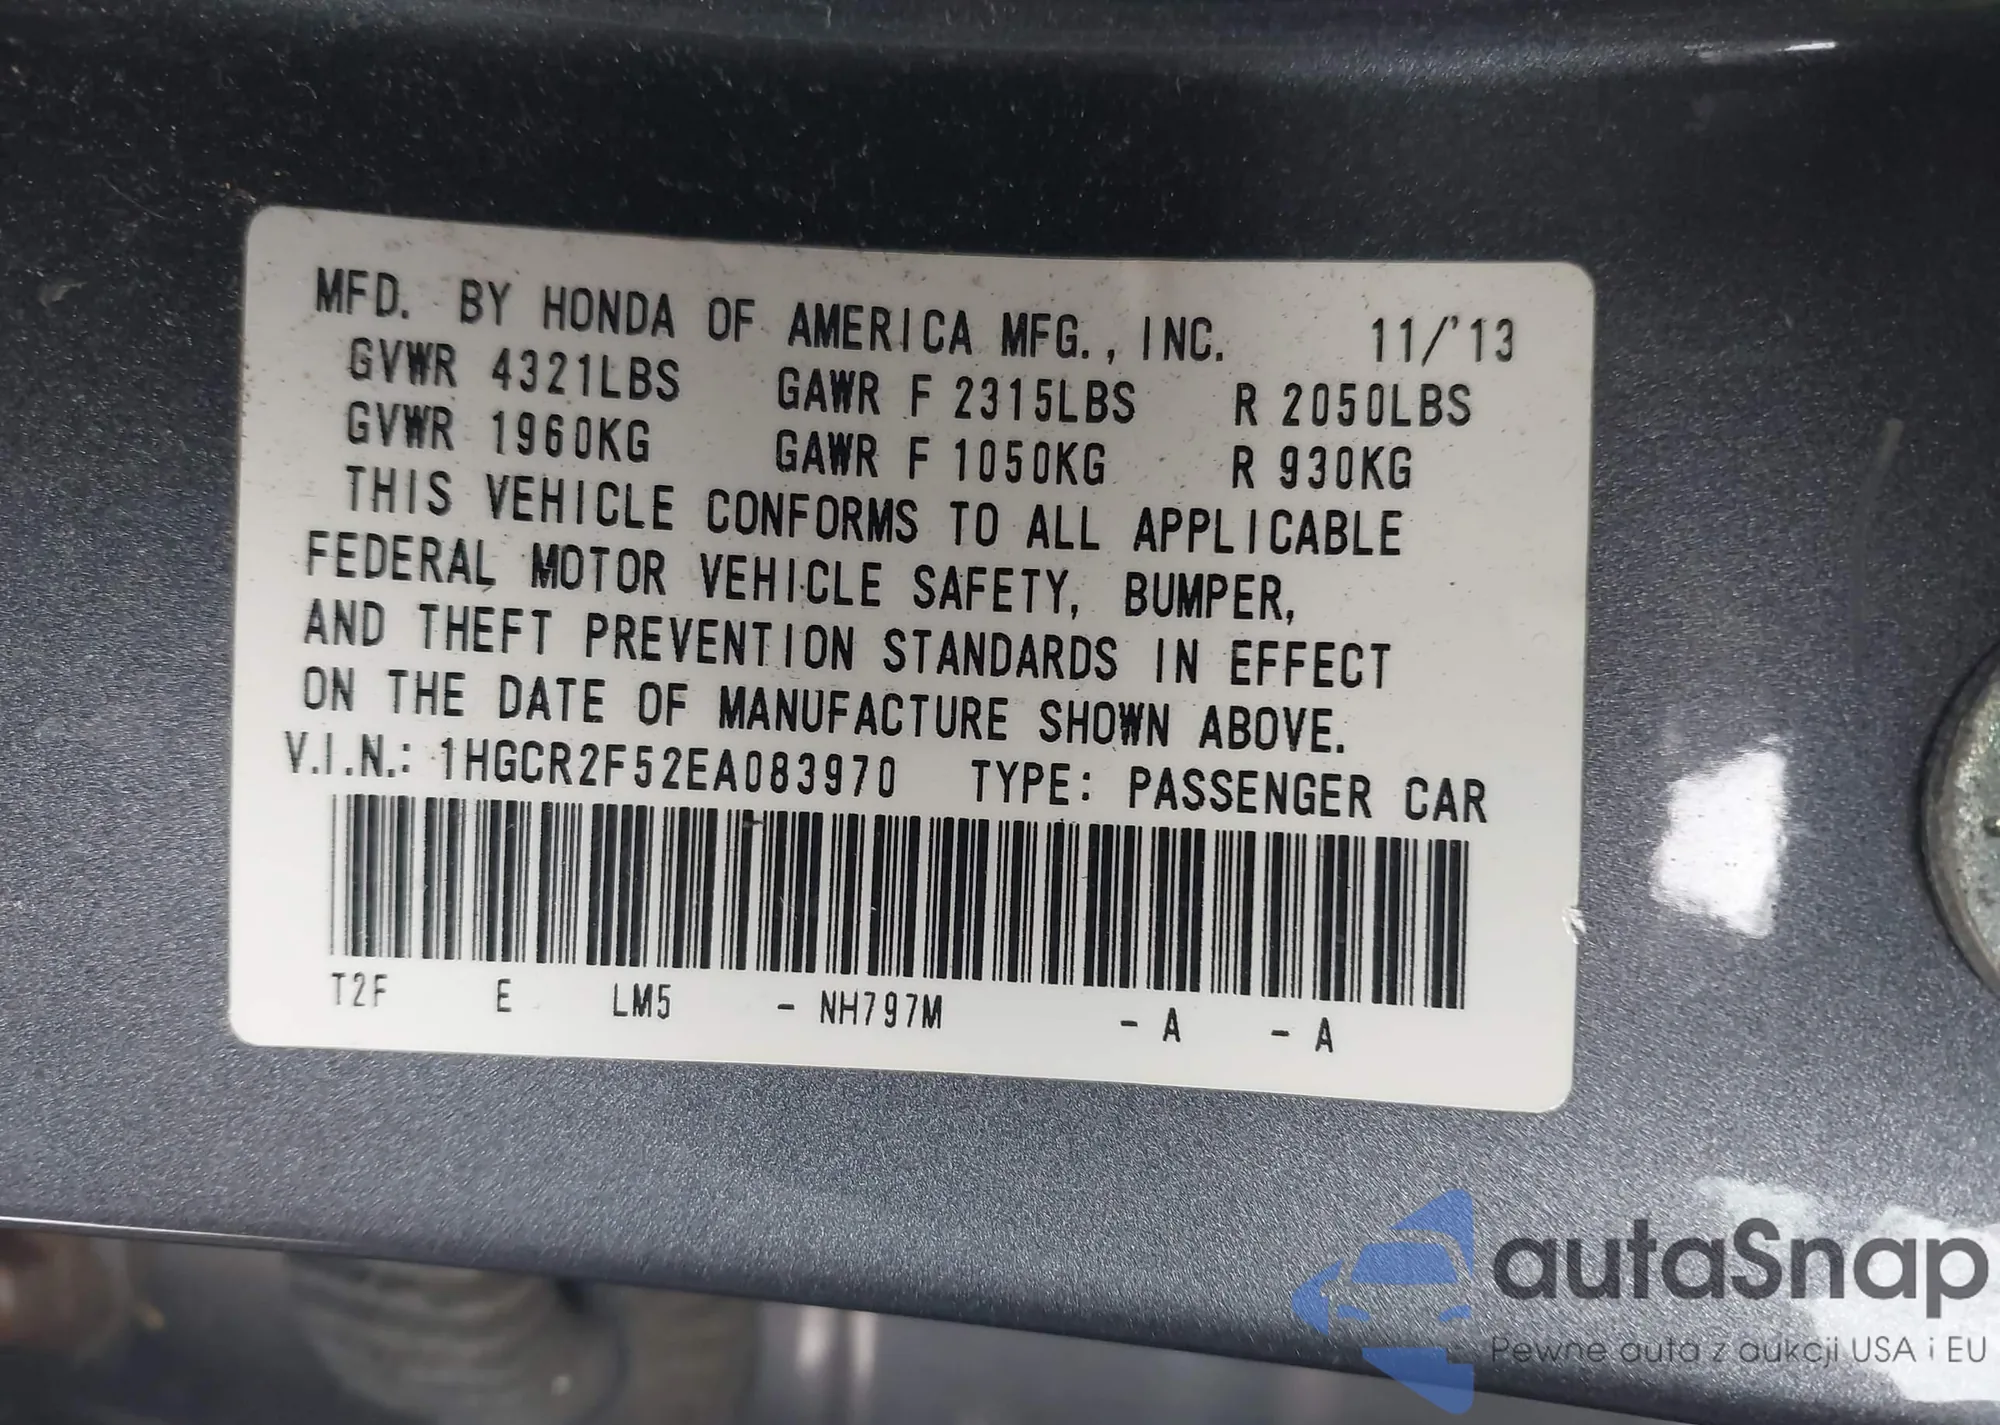 MFD. BY HONDA OF AMERICA MFG., INC. 11/'13
GVWR 4321LBS GAWR F 2315LBS R 2050LBS
GVWR 1960KG GAWR F 1050KG R 930KG
THIS VEHICLE CONFORMS TO ALL APPLICABLE
FEDERAL MOTOR VEHICLE SAFETY, BUMPER,
AND THEFT PREVENTION STANDARDS IN EFFECT
ON THE DATE OF MANUFACTURE SHOWN ABOVE.
V.I.N.: 1HGCR2F52EA083970 TYPE: PASSENGER CAR
T2F E LM5 - NH797M - A - A
autaSnap
Pewne auta z aukcji USA i EU